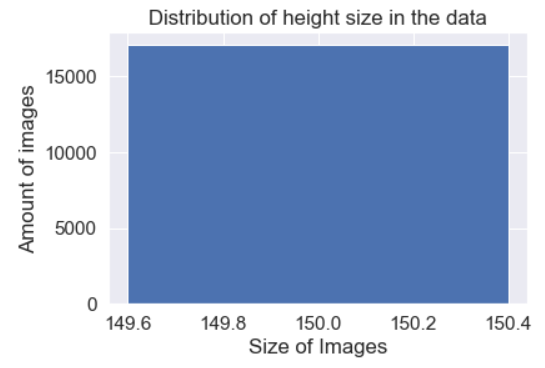 Distribution of height size in the data
Amount of images
15000
10000
5000
0
149.6 149.8 150.0 150.2 150.4
Size of Images